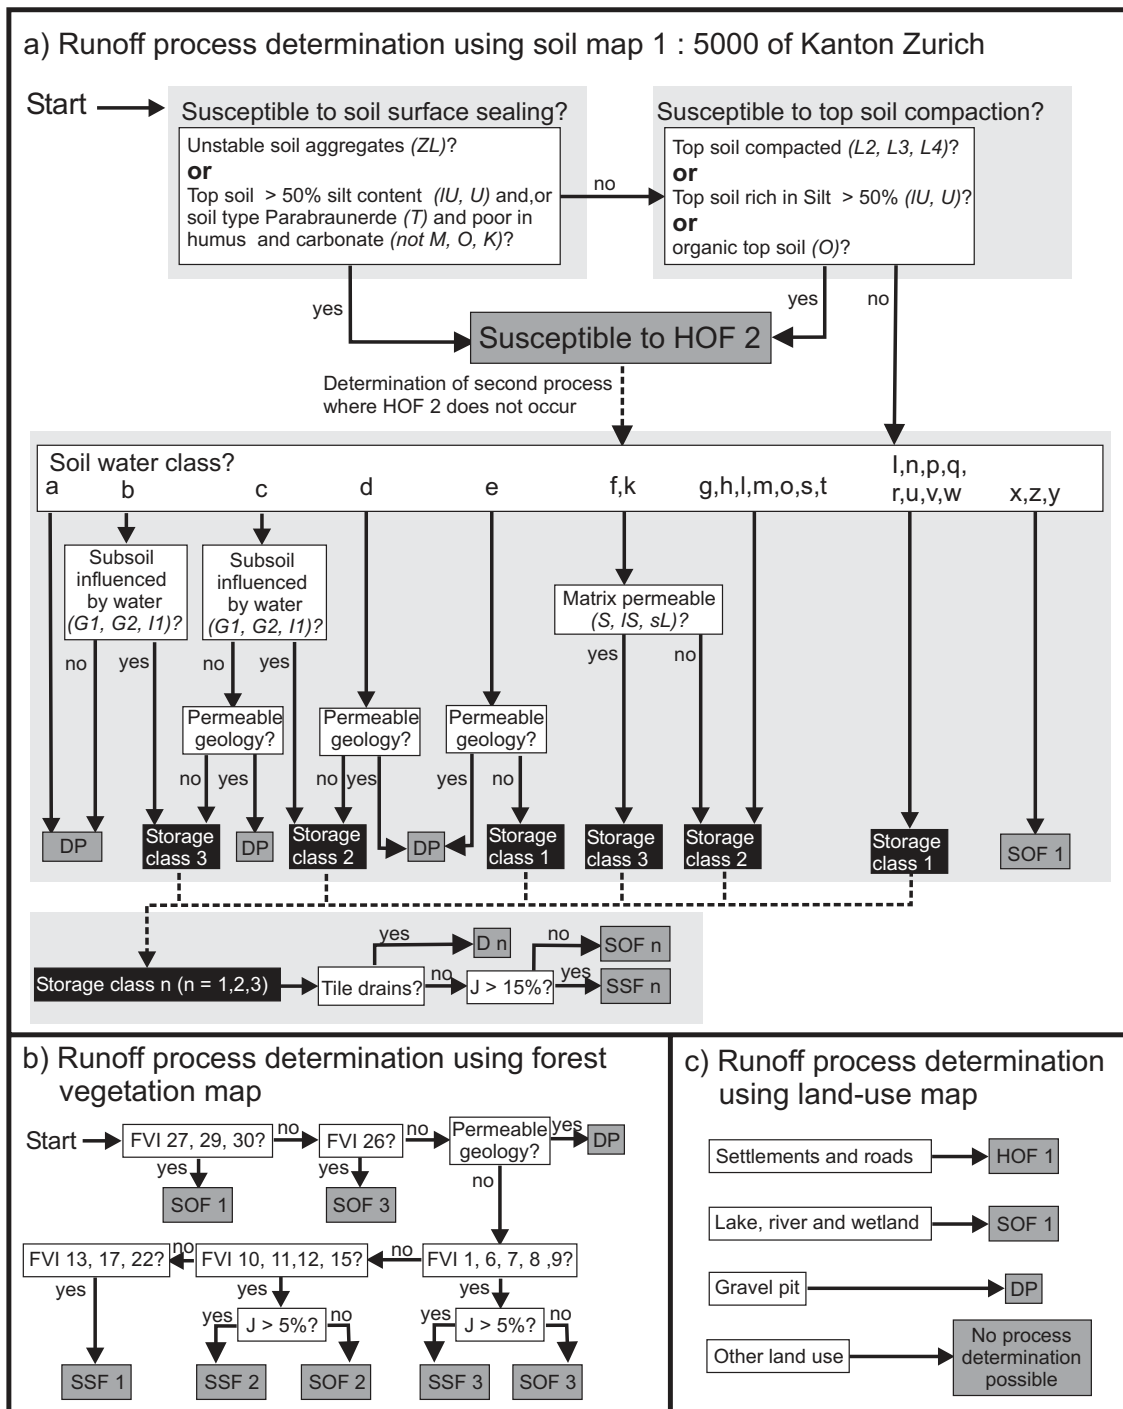 a) Runoff process determination using soil map 1 : 5000 of Kanton Zurich
Start
Susceptible to soil surface sealing?
Unstable soil aggregates (ZL)?
or
Top soil > 50% silt content (lU, U) and,or
soil type Parabraunerde (T) and poor in
humus and carbonate (not M, O, K)?
no
Susceptible to top soil compaction?
Top soil compacted (L2, L3, L4)?
or
Top soil rich in Silt > 50% (lU, U)?
or
organic top soil (O)?
yes
yes
no
Susceptible to HOF 2
Determination of second process
where HOF 2 does not occur
Soil water class?
a
b
c
d
e
f,k
g,h,l,m,o,s,t
l,n,p,q,
r,u,v,w
x,z,y
Subsoil
influenced
by water
(G1, G2, I1)?
Subsoil
influenced
by water
(G1, G2, I1)?
Matrix permeable
(S, lS, sL)?
no
yes
no
yes
yes
no
Permeable
geology?
Permeable
geology?
Permeable
geology?
no
yes
no
yes
yes
no
DP
Storage
class 3
DP
Storage
class 2
DP
Storage
class 1
Storage
class 3
Storage
class 2
Storage
class 1
SOF 1
Storage class n (n = 1,2,3)
Tile drains?
yes
D n
no
J > 15%?
no
SOF n
yes
SSF n
b) Runoff process determination using forest
vegetation map
Start
FVI 27, 29, 30?
no
FVI 26?
no
Permeable
geology?
yes
DP
yes
yes
no
SOF 1
SOF 3
FVI 13, 17, 22?
no
FVI 10, 11,12, 15?
no
FVI 1, 6, 7, 8 ,9?
yes
yes
yes
yes
J > 5%?
no
yes
J > 5%?
no
SSF 1
SSF 2
SOF 2
SSF 3
SOF 3
c) Runoff process determination
using land-use map
Settlements and roads
HOF 1
Lake, river and wetland
SOF 1
Gravel pit
DP
Other land use
No process
determination
possible